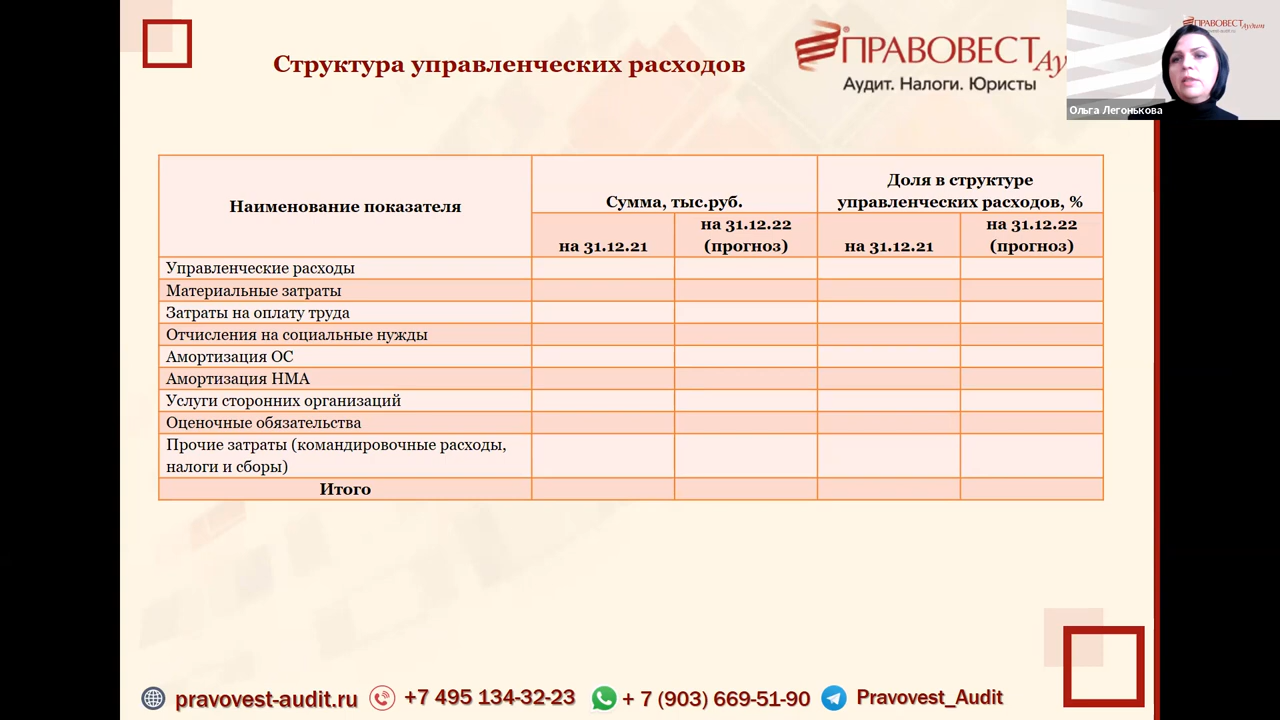 Структура управленческих расходов
®ПРАВОВЕСТ
Аудит. Налоги. Юристы
ПРАВОВЕСТ Аудит
Ольга Легонькова
Наименование показателя
Сумма, тыс.руб.
Доля в структуре
управленческих расходов, %
на 31.12.21
на 31.12.22
(прогноз)
на 31.12.21
на 31.12.22
(прогноз)
Управленческие расходы
Материальные затраты
Затраты на оплату труда
Отчисления на социальные нужды
Амортизация ОС
Амортизация НМА
Услуги сторонних организаций
Оценочные обязательства
Прочие затраты (командировочные расходы,
налоги и сборы)
Итого
pravovest-audit.ru
+7 495 134-32-23
+ 7 (903) 669-51-90
Pravovest_Audit